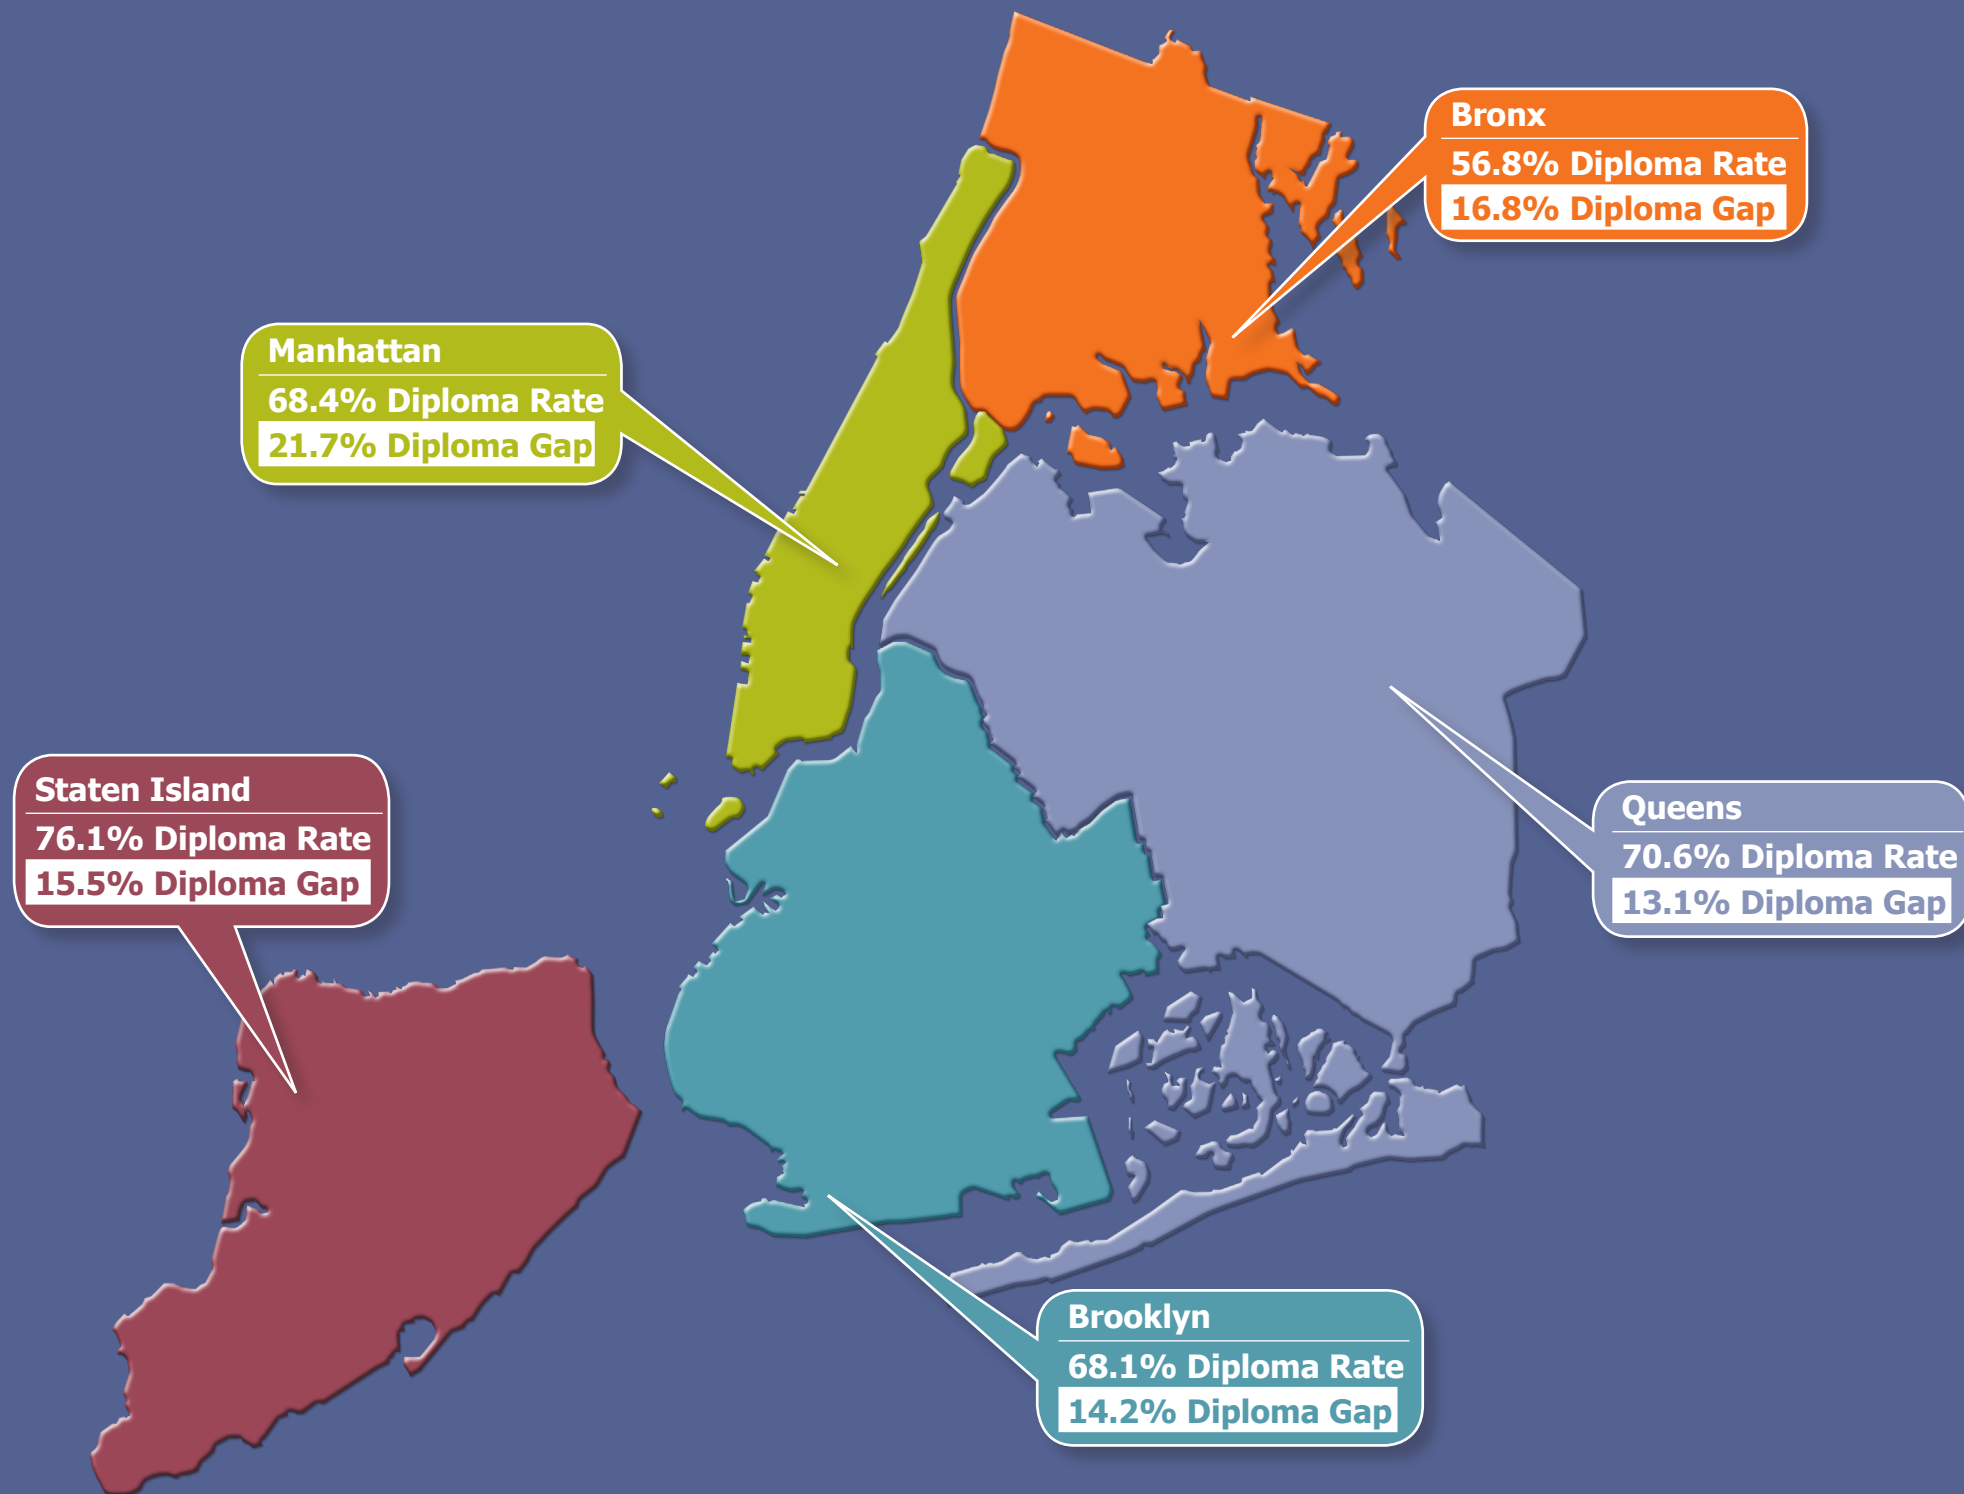 Bronx
56.8% Diploma Rate
16.8% Diploma Gap
Manhattan
68.4% Diploma Rate
21.7% Diploma Gap
Staten Island
76.1% Diploma Rate
15.5% Diploma Gap
Queens
70.6% Diploma Rate
13.1% Diploma Gap
Brooklyn
68.1% Diploma Rate
14.2% Diploma Gap